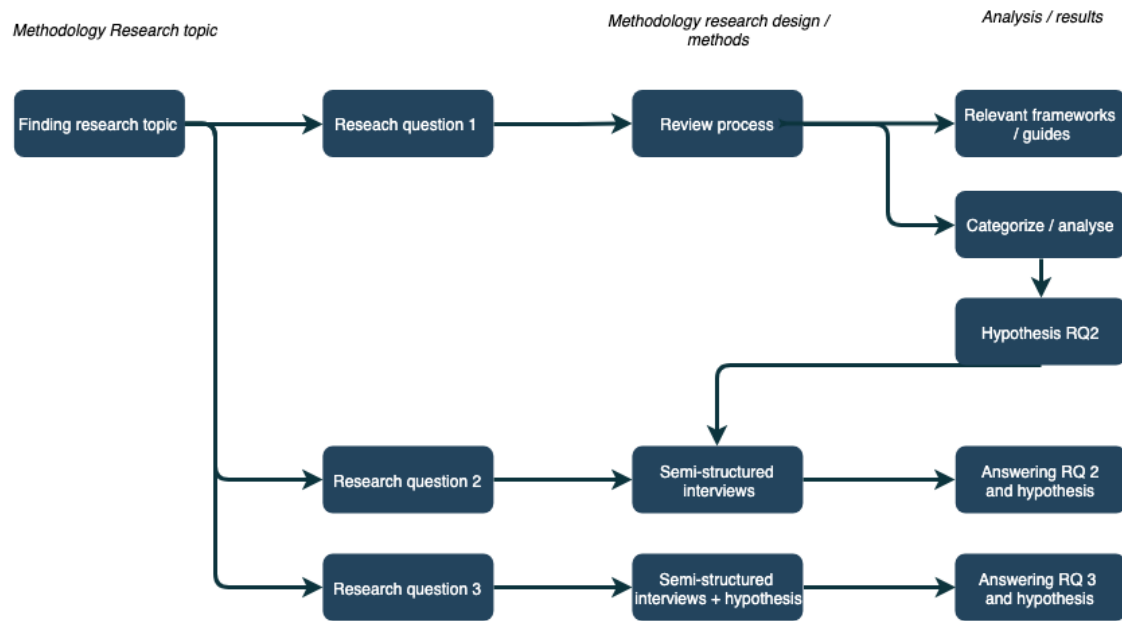 Methodology Research topic
Methodology research design /
methods
Analysis / results
Finding research topic
Reseach question 1
Review process
Relevant frameworks
/ guides
Categorize / analyse
Hypothesis RQ2
Research question 2
Semi-structured
interviews
Answering RQ 2
and hypothesis
Research question 3
Semi-structured
interviews + hypothesis
Answering RQ 3
and hypothesis